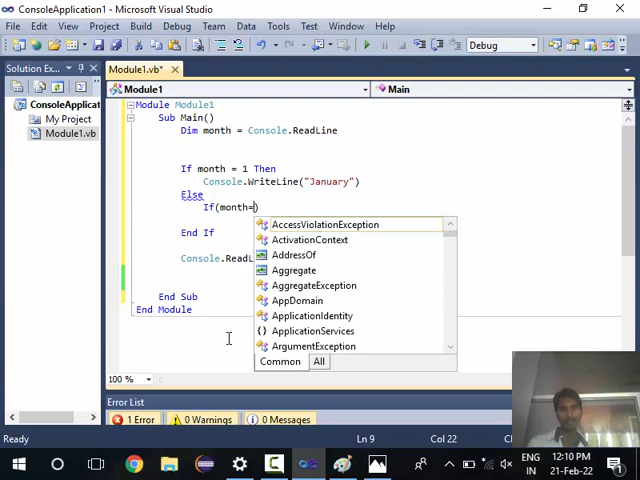 ConsoleApplication1 - Microsoft Visual Studio
File Edit View Project Build Debug Team Data Tools Test Window Help
Debug
Solution Ex...
Module1.vb*
Module1
Main
ConsoleApplicat
My Project
Module1.vb
Module Module1
Sub Main()
Dim month = Console.ReadLine
If month = 1 Then
Console.WriteLine("January")
Else
If(month=)
AccessViolationException
ActivationContext
End If
AddressOf
Console.ReadL
Aggregate
AggregateException
AppDomain
End Sub
End Module
ApplicationIdentity
ApplicationServices
ArgumentException
Common All
100 %
Error List
1 Error 0 Warnings 0 Messages
Ready Ln 9 Col 22
ENG 12:10 PM
IN 21-Feb-22